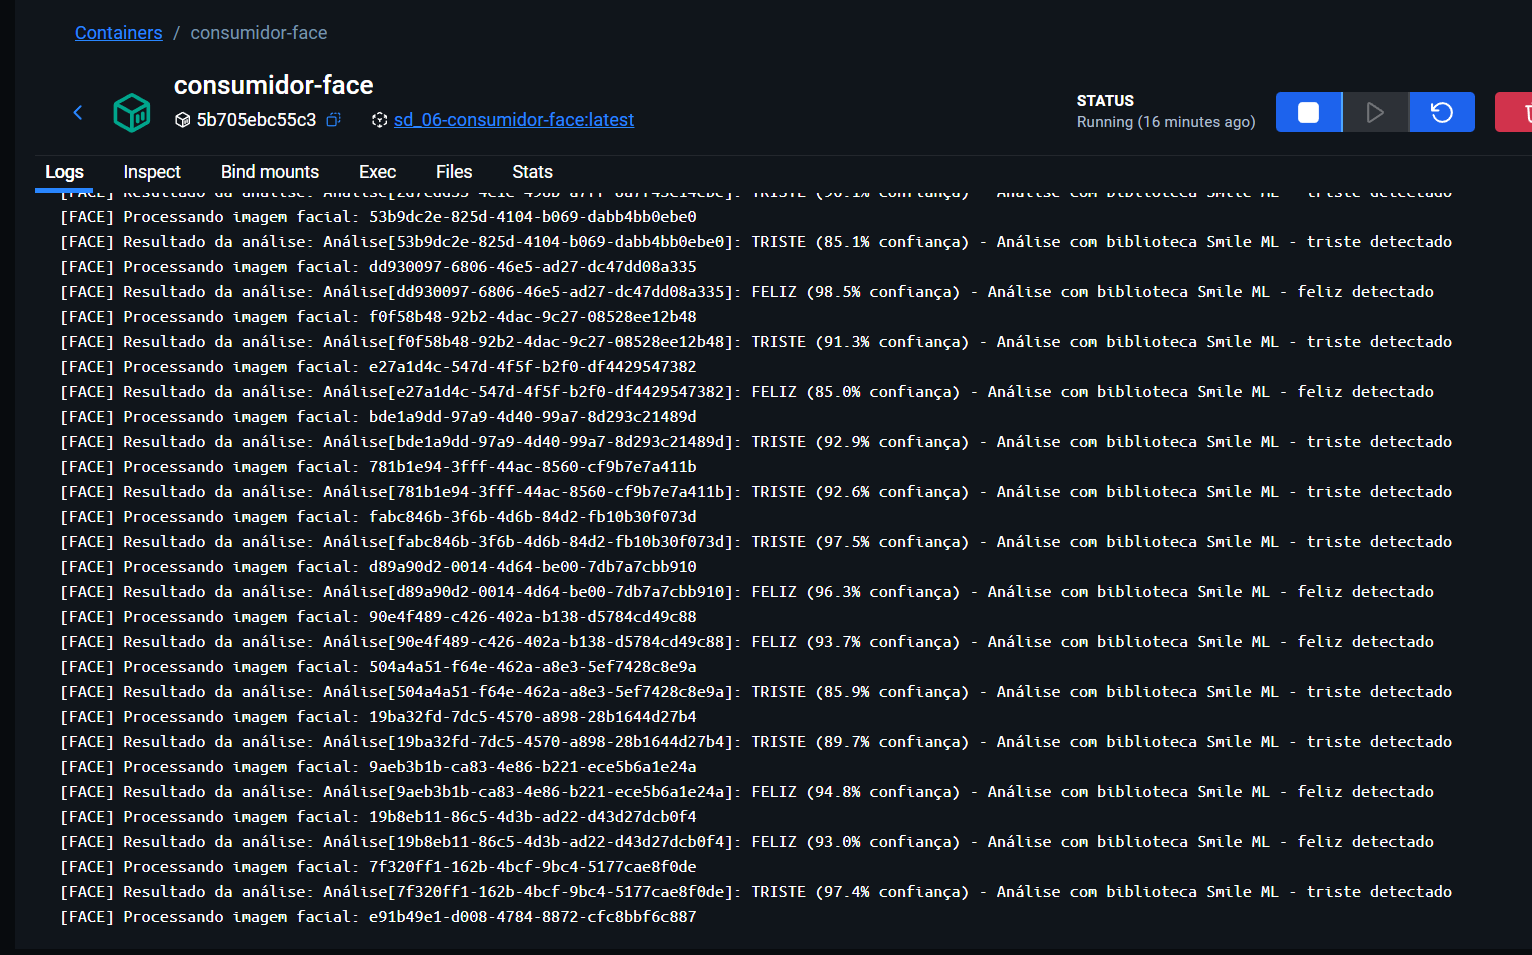 Containers / consumidor-face
consumidor-face
5b705ebc55c3 sd_06-consumidor-face:latest
STATUS
Running (16 minutes ago)
Logs Inspect Bind mounts Exec Files Stats
[FACE] Processando imagem facial: 53b9dc2e-825d-4104-b069-dabb4bb0ebe0
[FACE] Resultado da análise: Análise[53b9dc2e-825d-4104-b069-dabb4bb0ebe0]: TRISTE (85.1% confiança) - Análise com biblioteca Smile ML - triste detectado
[FACE] Processando imagem facial: dd930097-6806-46e5-ad27-dc47dd08a335
[FACE] Resultado da análise: Análise[dd930097-6806-46e5-ad27-dc47dd08a335]: FELIZ (98.5% confiança) - Análise com biblioteca Smile ML - feliz detectado
[FACE] Processando imagem facial: f0f58b48-92b2-4dac-9c27-08528ee12b48
[FACE] Resultado da análise: Análise[f0f58b48-92b2-4dac-9c27-08528ee12b48]: TRISTE (91.3% confiança) - Análise com biblioteca Smile ML - triste detectado
[FACE] Processando imagem facial: e27a1d4c-547d-4f5f-b2f0-df4429547382
[FACE] Resultado da análise: Análise[e27a1d4c-547d-4f5f-b2f0-df4429547382]: FELIZ (85.0% confiança) - Análise com biblioteca Smile ML - feliz detectado
[FACE] Processando imagem facial: bde1a9dd-97a9-4d40-99a7-8d293c21489d
[FACE] Resultado da análise: Análise[bde1a9dd-97a9-4d40-99a7-8d293c21489d]: TRISTE (92.9% confiança) - Análise com biblioteca Smile ML - triste detectado
[FACE] Processando imagem facial: 781b1e94-3fff-44ac-8560-cf9b7e7a411b
[FACE] Resultado da análise: Análise[781b1e94-3fff-44ac-8560-cf9b7e7a411b]: TRISTE (92.6% confiança) - Análise com biblioteca Smile ML - triste detectado
[FACE] Processando imagem facial: fabc846b-3f6b-4d6b-84d2-fb10b30f073d
[FACE] Resultado da análise: Análise[fabc846b-3f6b-4d6b-84d2-fb10b30f073d]: TRISTE (97.5% confiança) - Análise com biblioteca Smile ML - triste detectado
[FACE] Processando imagem facial: d89a90d2-0014-4d64-be00-7db7a7cbb910
[FACE] Resultado da análise: Análise[d89a90d2-0014-4d64-be00-7db7a7cbb910]: FELIZ (96.3% confiança) - Análise com biblioteca Smile ML - feliz detectado
[FACE] Processando imagem facial: 90e4f489-c426-402a-b138-d5784cd49c88
[FACE] Resultado da análise: Análise[90e4f489-c426-402a-b138-d5784cd49c88]: FELIZ (93.7% confiança) - Análise com biblioteca Smile ML - feliz detectado
[FACE] Processando imagem facial: 504a4a51-f64e-462a-a8e3-5ef7428c8e9a
[FACE] Resultado da análise: Análise[504a4a51-f64e-462a-a8e3-5ef7428c8e9a]: TRISTE (85.9% confiança) - Análise com biblioteca Smile ML - triste detectado
[FACE] Processando imagem facial: 19ba32fd-7dc5-4570-a898-28b1644d27b4
[FACE] Resultado da análise: Análise[19ba32fd-7dc5-4570-a898-28b1644d27b4]: TRISTE (89.7% confiança) - Análise com biblioteca Smile ML - triste detectado
[FACE] Processando imagem facial: 9aeb3b1b-ca83-4e86-b221-ece5b6a1e24a
[FACE] Resultado da análise: Análise[9aeb3b1b-ca83-4e86-b221-ece5b6a1e24a]: FELIZ (94.8% confiança) - Análise com biblioteca Smile ML - feliz detectado
[FACE] Processando imagem facial: 19b8eb11-86c5-4d3b-ad22-d43d27dcb0f4
[FACE] Resultado da análise: Análise[19b8eb11-86c5-4d3b-ad22-d43d27dcb0f4]: FELIZ (93.0% confiança) - Análise com biblioteca Smile ML - feliz detectado
[FACE] Processando imagem facial: 7f320ff1-162b-4bcf-9bc4-5177cae8f0de
[FACE] Resultado da análise: Análise[7f320ff1-162b-4bcf-9bc4-5177cae8f0de]: TRISTE (97.4% confiança) - Análise com biblioteca Smile ML - triste detectado
[FACE] Processando imagem facial: e91b49e1-d008-4784-8872-cfc8bbf6c887